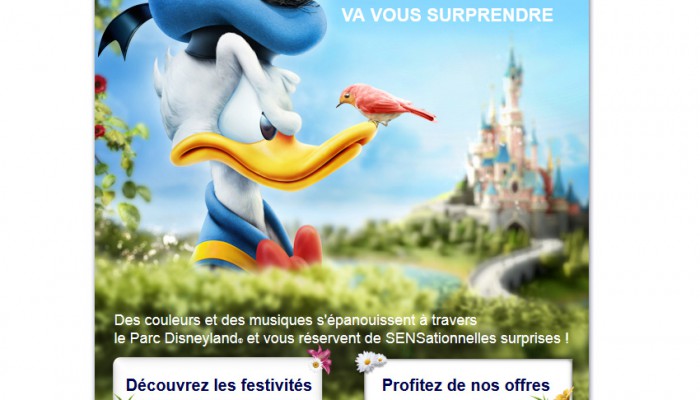 VA VOUS SURPRENDRE
Des couleurs et des musiques s'épanouissent à travers
le Parc Disneyland® et vous réservent de SENSationnelles surprises !
Découvrez les festivités
Profitez de nos offres